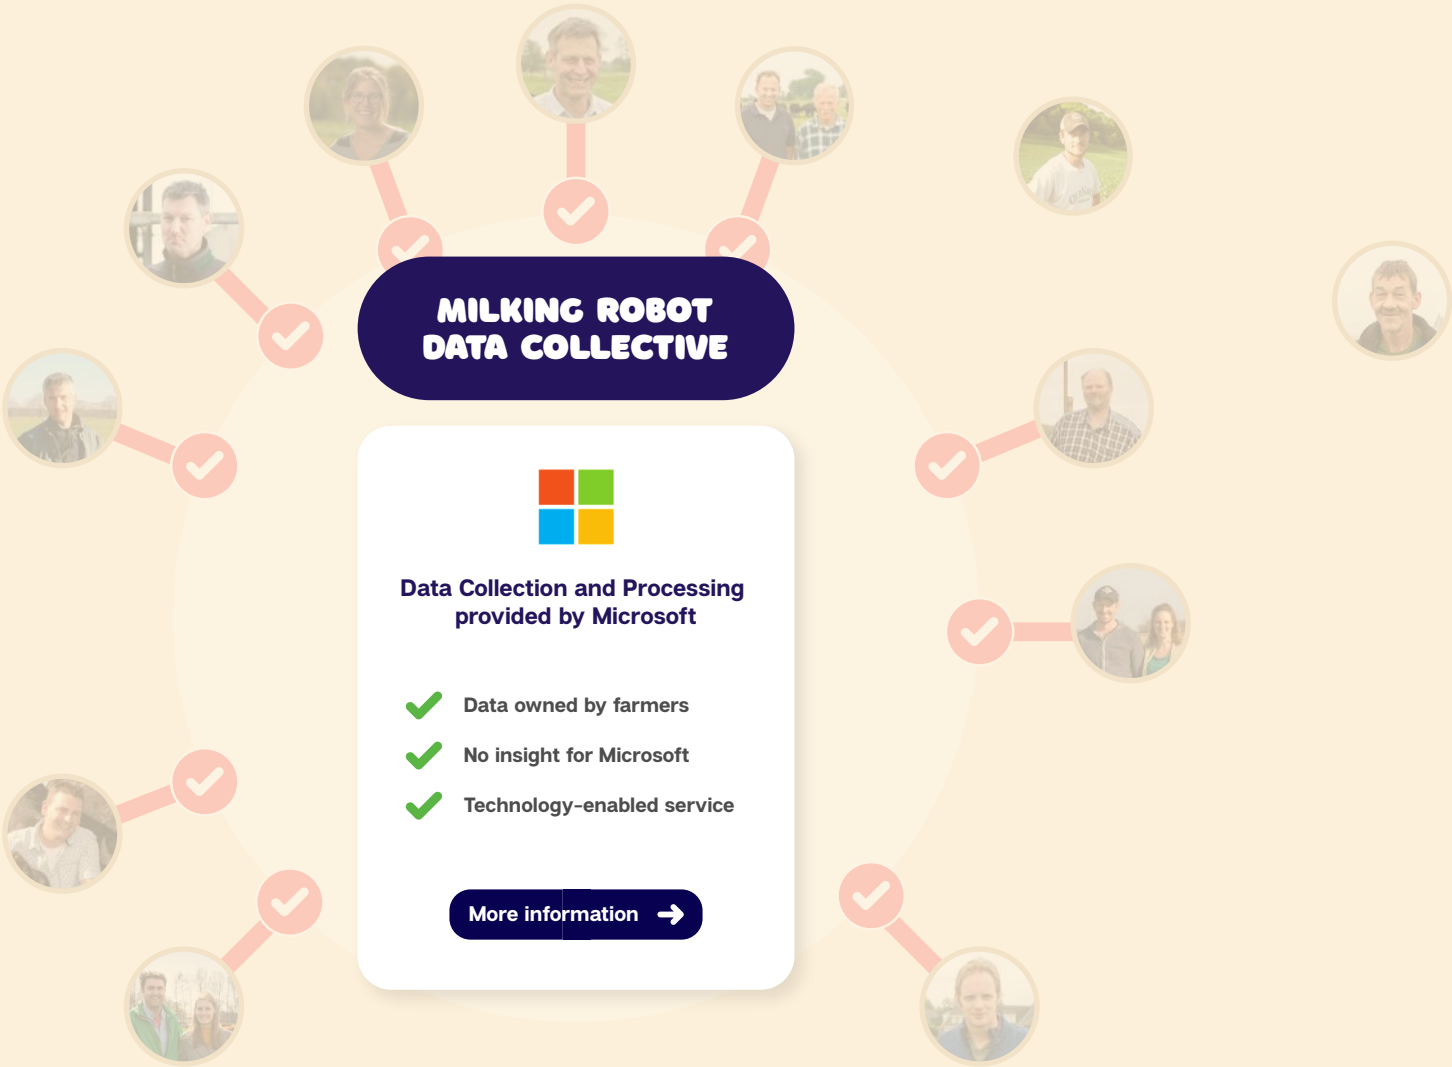 MILKING ROBOT
DATA COLLECTIVE
Data Collection and Processing
provided by Microsoft
Data owned by farmers
No insight for Microsoft
Technology-enabled service
More information